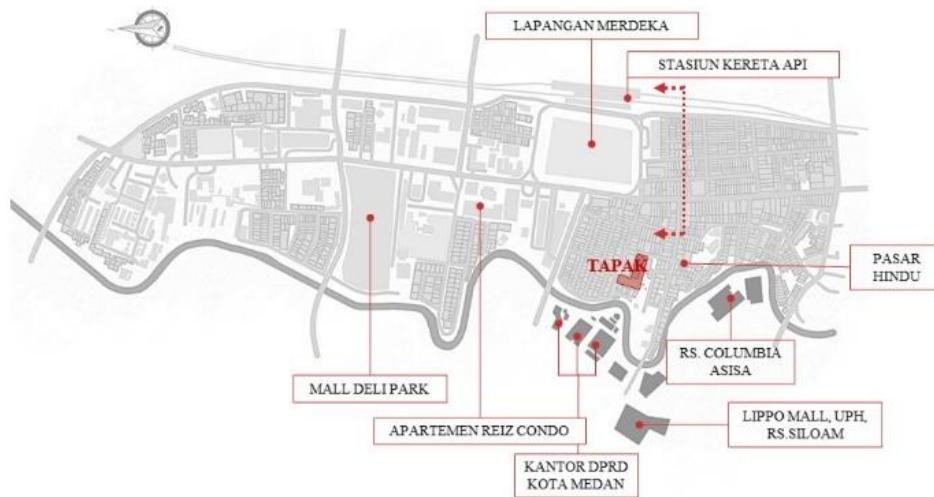 LAPANGAN MERDEKA
STASIUN KERETA API
TAPAK
PASAR
HINDU
RS. COLUMBIA
ASISA
MALL DELI PARK
LIPPO MALL, UPH,
RS.SILOAM
APARTEMEN REIZ CONDO
KANTOR DPRD
KOTA MEDAN